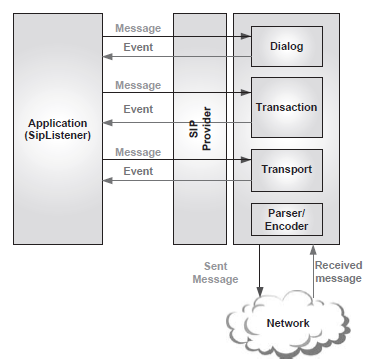 Message
Event
Dialog
Message
Event
Transaction
Application
(SipListener)
SIP
Provider
Message
Event
Transport
Parser/
Encoder
Sent
Message
Received
message
Network